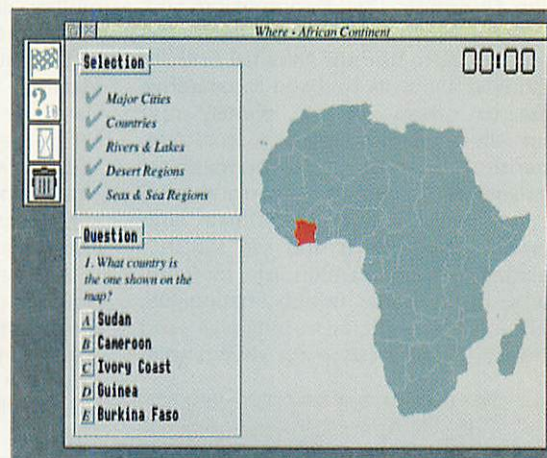 Where - African Continent
Selection
Major Cities
Countries
Rivers & Lakes
Desert Regions
Seas & Sea Regions
00:00
?18
Question
1. What country is
the one shown on the
map?
A Sudan
B Cameroon
C Ivory Coast
D Guinea
E Burkina Faso